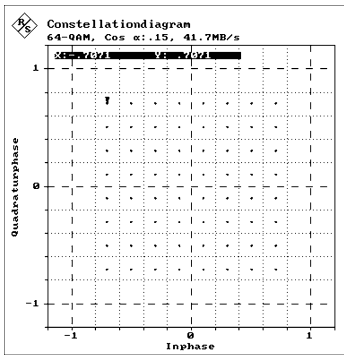 R/S
Constellationdiagram
64-QAM, Cos α:.15, 41.7MB/s
X:-.7071 Y: .7071
1
0
-1
Quadraturphase
-1 0 1
Inphase